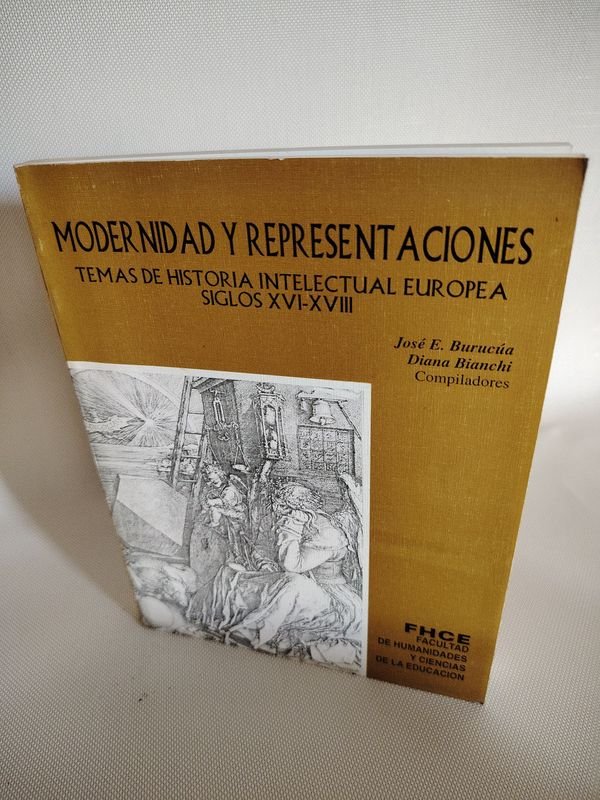 MODERNIDAD Y REPRESENTACIONES
TEMAS DE HISTORIA INTELECTUAL EUROPEA
SIGLOS XVI-XVIII
José E. Burucúa
Diana Bianchi
Compiladores
FHCE
FACULTAD
DE HUMANIDADES
Y CIENCIAS
DE LA EDUCACION